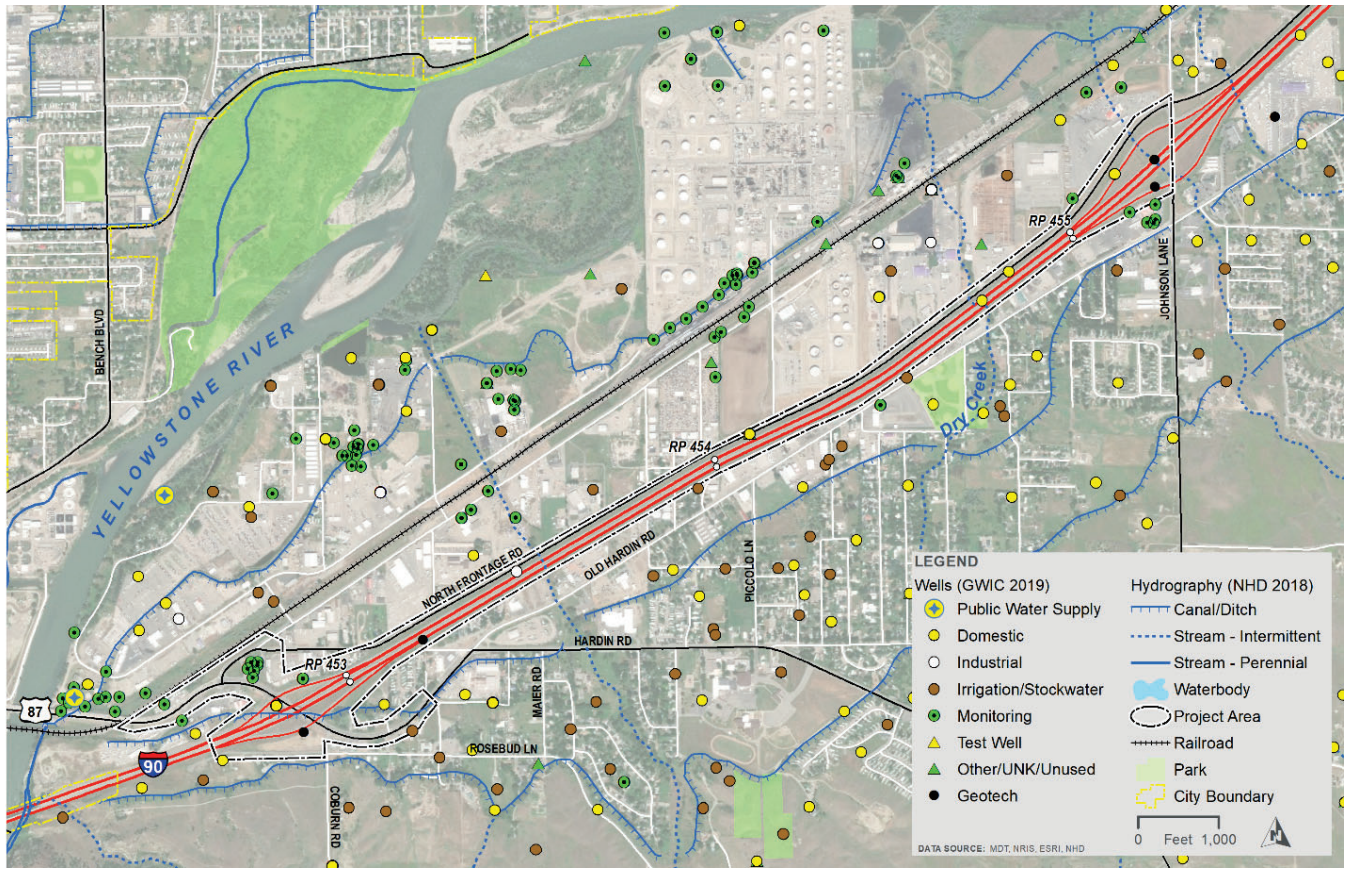 RP 455
JOHNSON LANE
BENCH BLVD
YELLOWSTONE RIVER
Dry Creek
RP 454
NORTH FRONTAGE RD
OLD HARDIN RD
PICCOLO LN
HARDIN RD
RP 453
MAIER RD
87
ROSEBUD LN
90
COBURN RD
LEGEND
Wells (GWIC 2019)
Public Water Supply
Domestic
Industrial
Irrigation/Stockwater
Monitoring
Test Well
Other/UNK/Unused
Geotech
Hydrography (NHD 2018)
Canal/Ditch
Stream - Intermittent
Stream - Perennial
Waterbody
Project Area
Railroad
Park
City Boundary
0 Feet 1,000
N
DATA SOURCE: MDT, NRIS, ESRI, NHD